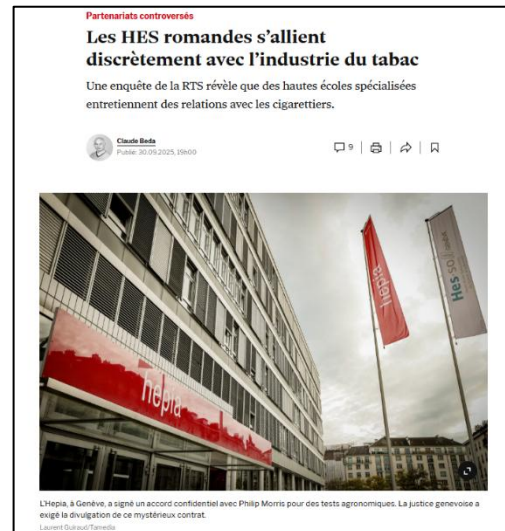 Partenariats controversés
Les HES romandes s’allient
discrètement avec l’industrie du tabac
Une enquête de la RTS révèle que des hautes écoles spécialisées
entretiennent des relations avec les cigarettiers.
Claude Beda
Publié: 30.09.2025, 19h00
9
hepia
Hes·so GENÈVE
hepia
L'Hepia, à Genève, a signé un accord confidentiel avec Philip Morris pour des tests agronomiques. La justice genevoise a
exigé la divulgation de ce mystérieux contrat.
Laurent Guiraud/Tamedia